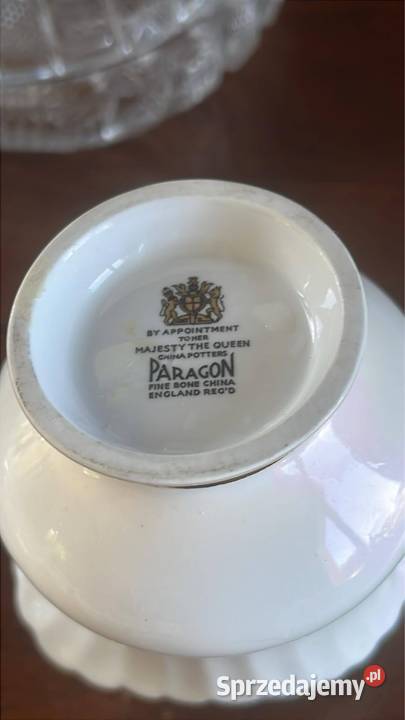 BY APPOINTMENT
TO HER
MAJESTY THE QUEEN
CHINA POTTERS
PARAGON
FINE BONE CHINA
ENGLAND REG'D
Sprzedajemy.pl